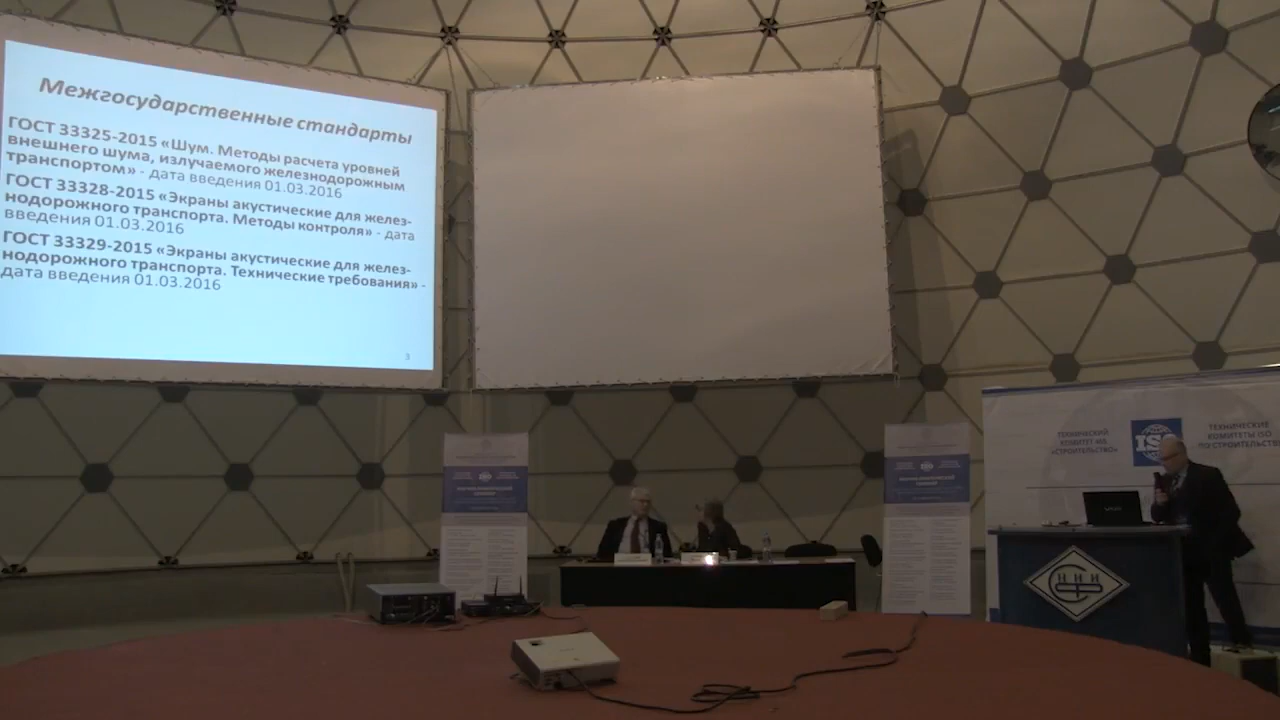 Межгосударственные стандарты
ГОСТ 33325-2015 «Шум. Методы расчета уровней
внешнего шума, излучаемого железнодорожным
транспортом» - дата введения 01.03.2016
ГОСТ 33328-2015 «Экраны акустические для желез-
нодорожного транспорта. Методы контроля» - дата
введения 01.03.2016
ГОСТ 33329-2015 «Экраны акустические для желез-
нодорожного транспорта. Технические требования» -
дата введения 01.03.2016
3
ТЕХНИЧЕСКИЙ
КОМИТЕТ 465
«СТРОИТЕЛЬСТВО»
ISO
ТЕХНИЧЕСКИЕ
КОМИТЕТЫ ISO
ПО СТРОИТЕЛЬСТВУ